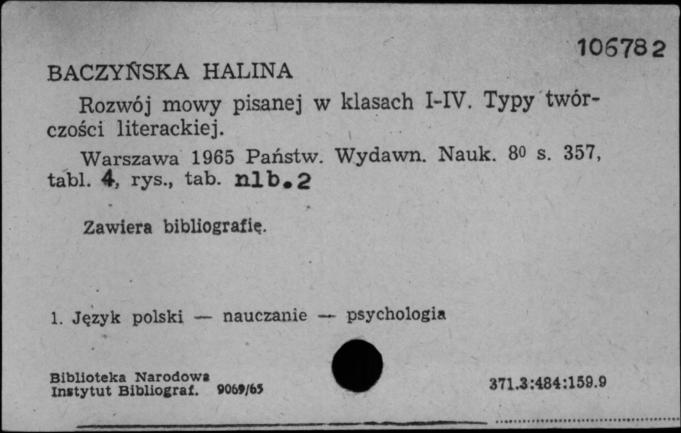 106782
BACZYŃSKA HALINA
Rozwój mowy pisanej w klasach I-IV. Typy twór-
czości literackiej.
Warszawa 1965 Państw. Wydawn. Nauk. 8⁰ s. 357,
tabl. 4, rys., tab. nlb.2
Zawiera bibliografię.
1. Język polski — nauczanie — psychologia
Biblioteka Narodowa
Instytut Bibliograf. 9069/65
371.3:484:159.9